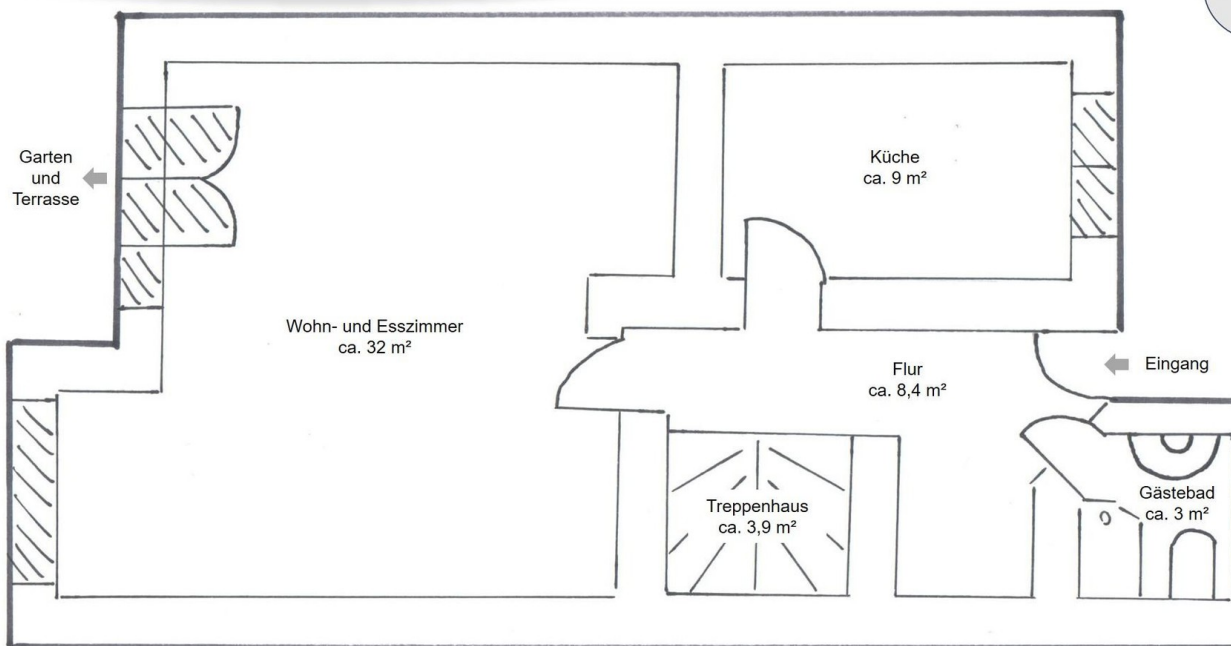 Garten
und
Terrasse
Küche
ca. 9 m²
Wohn- und Esszimmer
ca. 32 m²
Flur
ca. 8,4 m²
Eingang
Treppenhaus
ca. 3,9 m²
Gästebad
ca. 3 m²